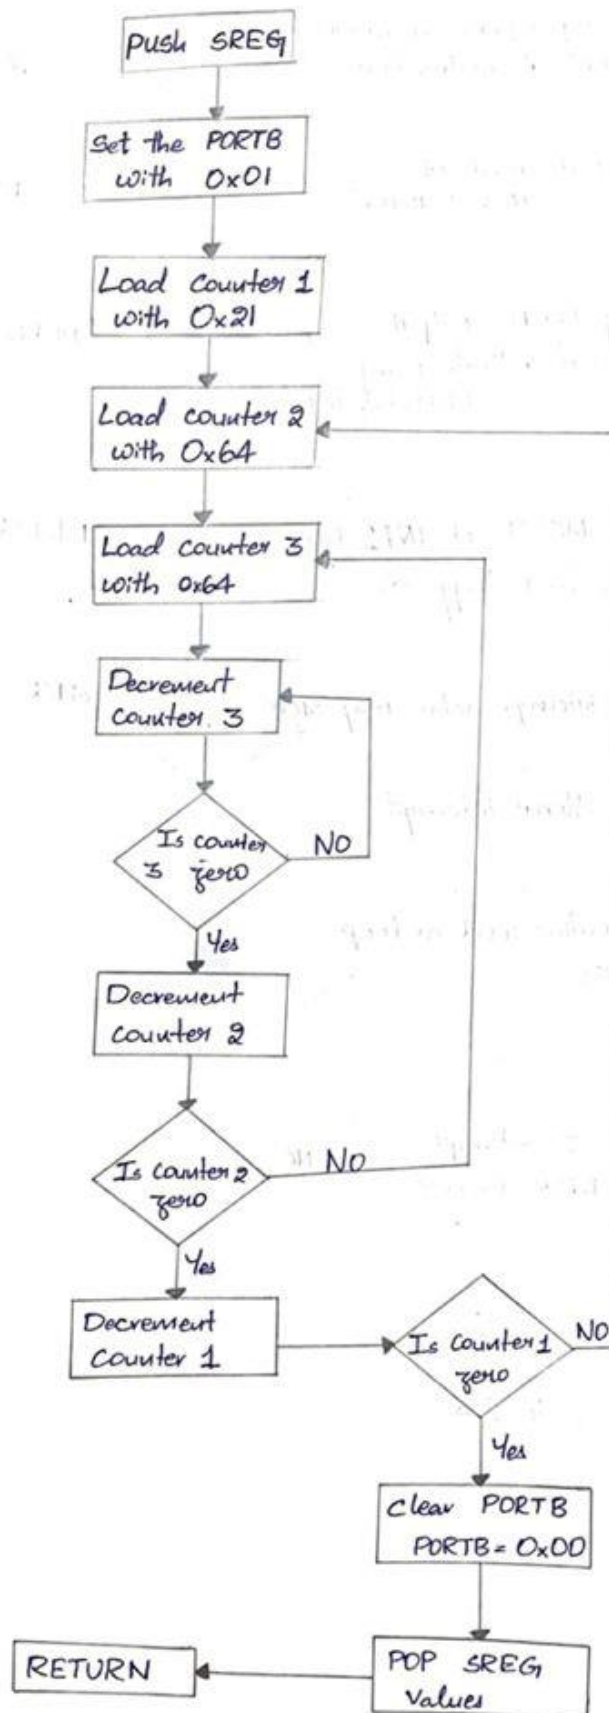 Push SREG
Set the PORTB
with 0x01
Load Counter 1
with 0x21
Load counter 2
with 0x64
Load counter 3
with 0x64
Decrement
Counter. 3
Is counter
3 zero
NO
Yes
Decrement
Counter 2
Is Counter 2
zero
NO
Yes
Decrement
Counter 1
Is Counter 1
zero
NO
Yes
Clear PORTB
PORTB = 0x00
POP SREG
Values
RETURN